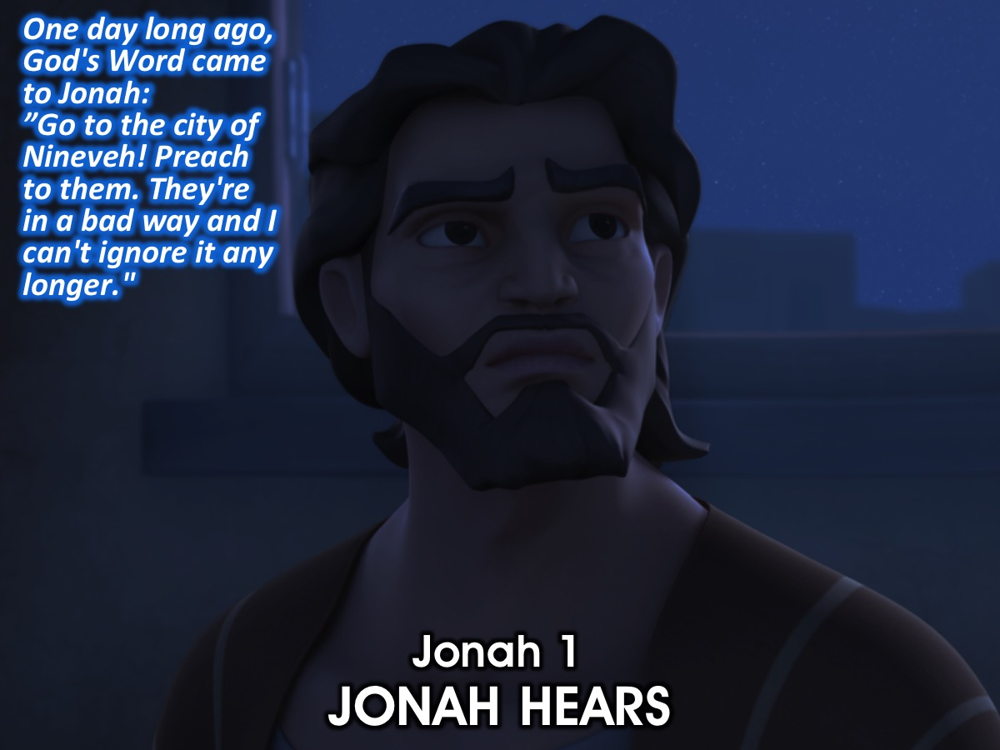 One day long ago,
God's Word came
to Jonah:
”Go to the city of
Nineveh! Preach
to them. They're
in a bad way and I
can't ignore it any
longer."
Jonah 1
JONAH HEARS